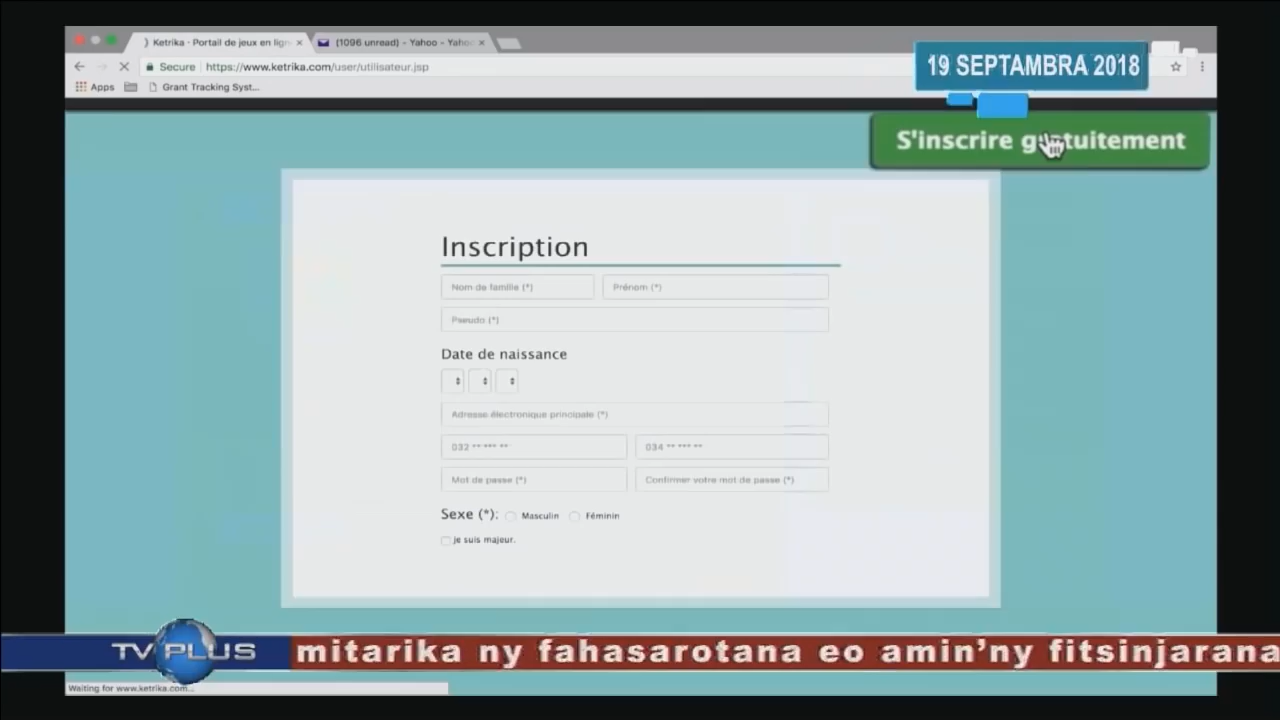 Ketrika - Portail de jeux en ligne
(1096 unread) - Yahoo - Yaho
Secure https://www.ketrika.com/user/utilisateur.jsp
19 SEPTAMBRA 2018
Apps
Grant Tracking Syst...
S'inscrire gratuitement
Inscription
Nom de famille (*)
Prénom (*)
Pseudo (*)
Date de naissance
Adresse électronique principale (*)
032 ** *** **
034 ** *** **
Mot de passe (*)
Confirmer votre mot de passe (*)
Sexe (*): Masculin Féminin
je suis majeur.
TV PLUS
mitarika ny fahasarotana eo amin'ny fitsinjarana
Waiting for www.ketrika.com...